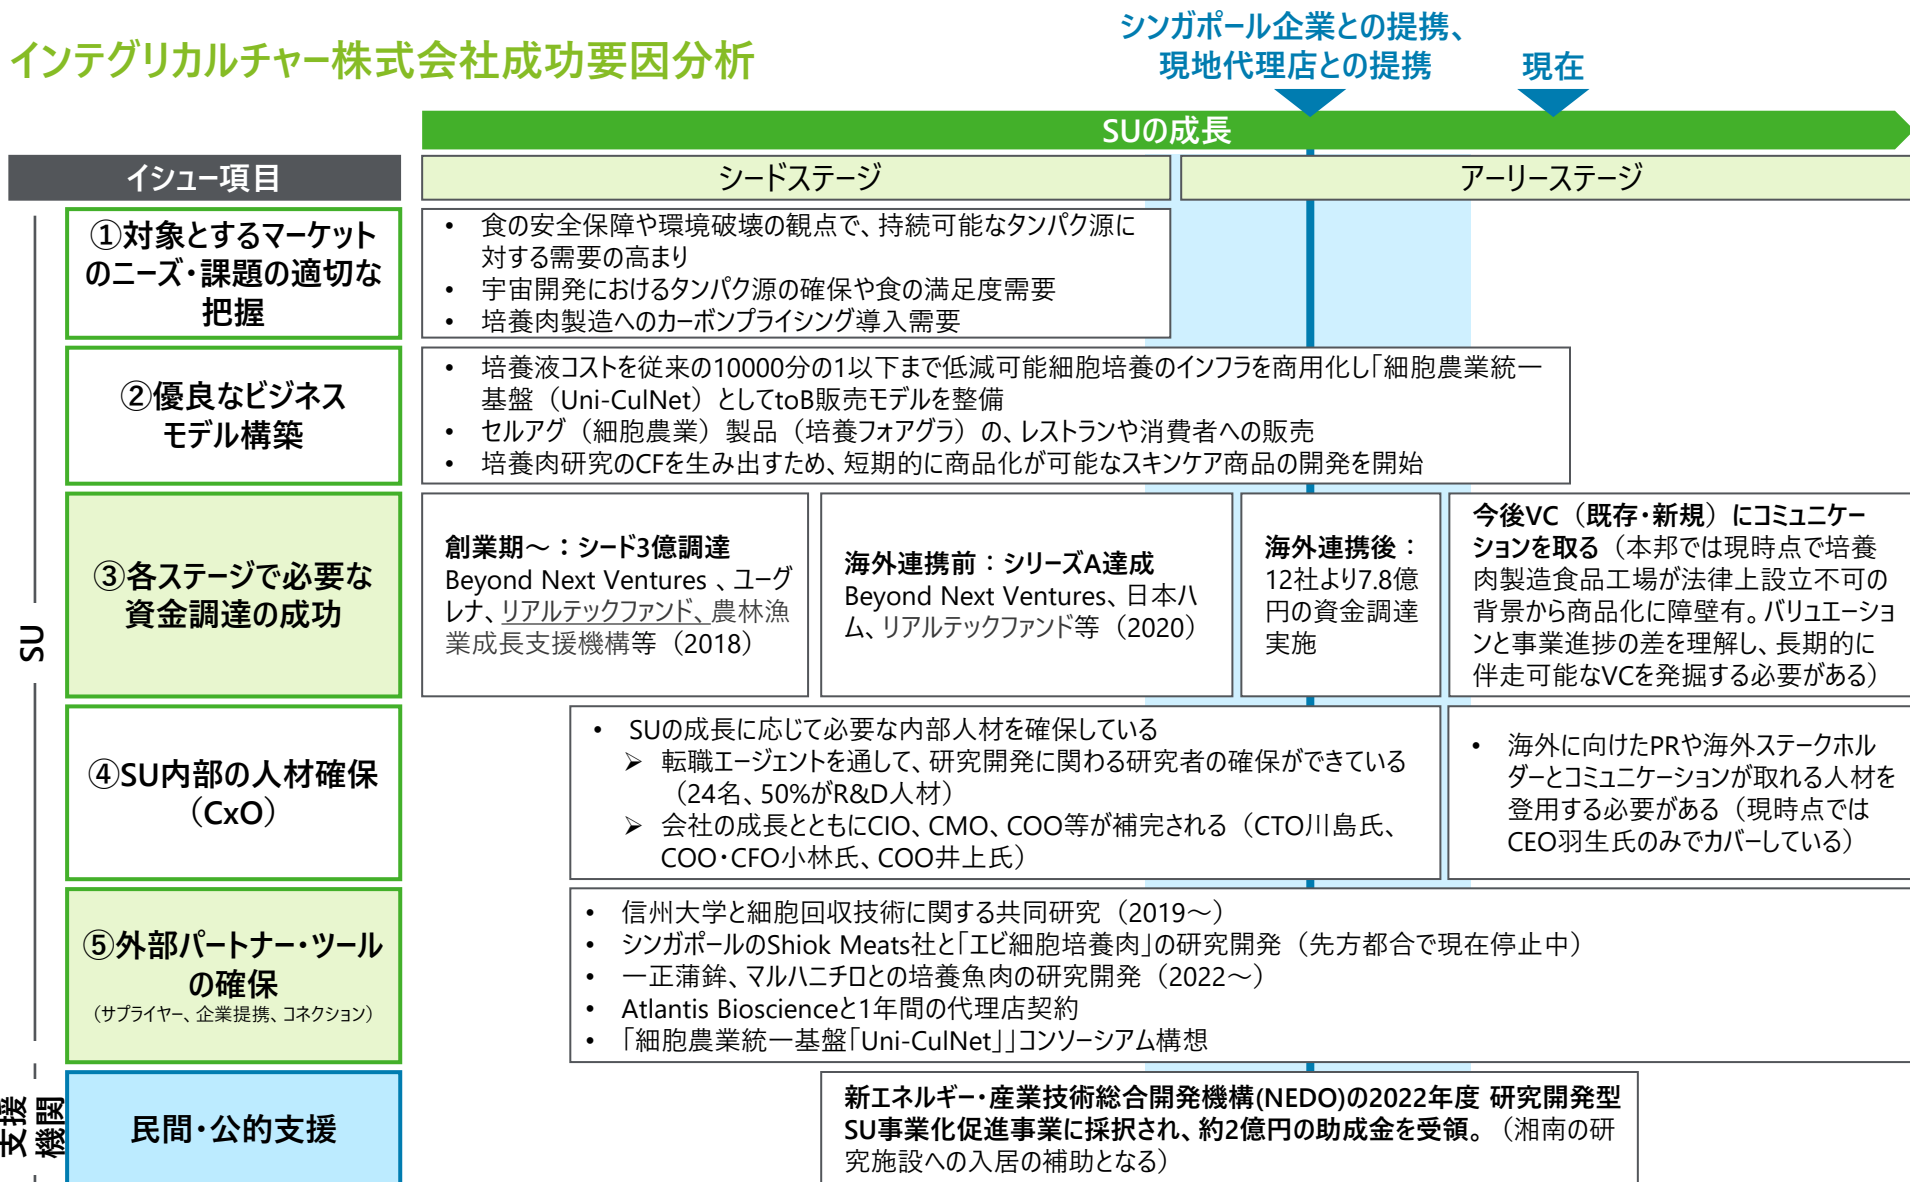 インテグリカルチャー株式会社成功要因分析
シンガポール企業との提携、
現地代理店との提携
現在
SUの成長
イシュー項目
シードステージ
アーリーステージ
SU
①対象とするマーケット
のニーズ・課題の適切な
把握
• 食の安全保障や環境破壊の観点で、持続可能なタンパク源に
対する需要の高まり
• 宇宙開発におけるタンパク源の確保や食の満足度需要
• 培養肉製造へのカーボンプライシング導入需要
②優良なビジネス
モデル構築
• 培養液コストを従来の10000分の1以下まで低減可能細胞培養のインフラを商用化し「細胞農業統一
基盤（Uni-CulNet）としてtoB販売モデルを整備
• セルアグ（細胞農業）製品（培養フォアグラ）の、レストランや消費者への販売
• 培養肉研究のCFを生み出すため、短期的に商品化が可能なスキンケア商品の開発を開始
③各ステージで必要な
資金調達の成功
創業期～：シード3億調達
Beyond Next Ventures 、ユーグ
レナ、リアルテックファンド、農林漁
業成長支援機構等（2018）
海外連携前：シリーズA達成
Beyond Next Ventures、日本ハ
ム、リアルテックファンド等（2020）
海外連携後：
12社より7.8億
円の資金調達
実施
今後VC（既存・新規）にコミュニケー
ションを取る（本邦では現時点で培養
肉製造食品工場が法律上設立不可の
背景から商品化に障壁有。バリュエーショ
ンと事業進捗の差を理解し、長期的に
伴走可能なVCを発掘する必要がある）
④SU内部の人材確保
（CxO）
• SUの成長に応じて必要な内部人材を確保している
➢ 転職エージェントを通して、研究開発に関わる研究者の確保ができている
（24名、50%がR&D人材）
➢ 会社の成長とともにCIO、CMO、COO等が補完される（CTO川島氏、
COO・CFO小林氏、COO井上氏）
• 海外に向けたPRや海外ステークホル
ダーとコミュニケーションが取れる人材を
登用する必要がある（現時点では
CEO羽生氏のみでカバーしている）
⑤外部パートナー・ツール
の確保
（サプライヤー、企業提携、コネクション）
• 信州大学と細胞回収技術に関する共同研究（2019～）
• シンガポールのShiok Meats社と「エビ細胞培養肉」の研究開発（先方都合で現在停止中）
• 一正蒲鉾、マルハニチロとの培養魚肉の研究開発（2022～）
• Atlantis Bioscienceと1年間の代理店契約
• 「細胞農業統一基盤「Uni-CulNet」」コンソーシアム構想
支援
機関
民間・公的支援
新エネルギー・産業技術総合開発機構(NEDO)の2022年度 研究開発型
SU事業化促進事業に採択され、約2億円の助成金を受領。（湘南の研
究施設への入居の補助となる）